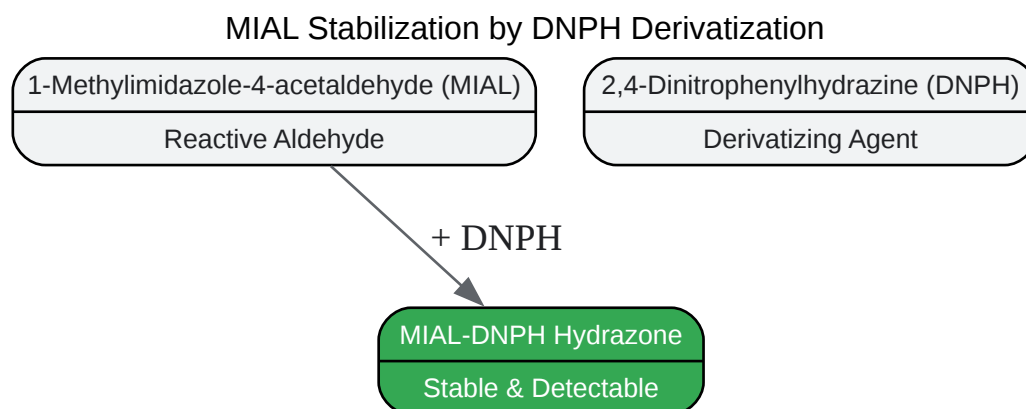 MIAL Stabilization by DNPH Derivatization
1-Methylimidazole-4-acetaldehyde (MIAL)
Reactive Aldehyde
2,4-Dinitrophenylhydrazine (DNPH)
Derivatizing Agent
+ DNPH
MIAL-DNPH Hydrazone
Stable & Detectable